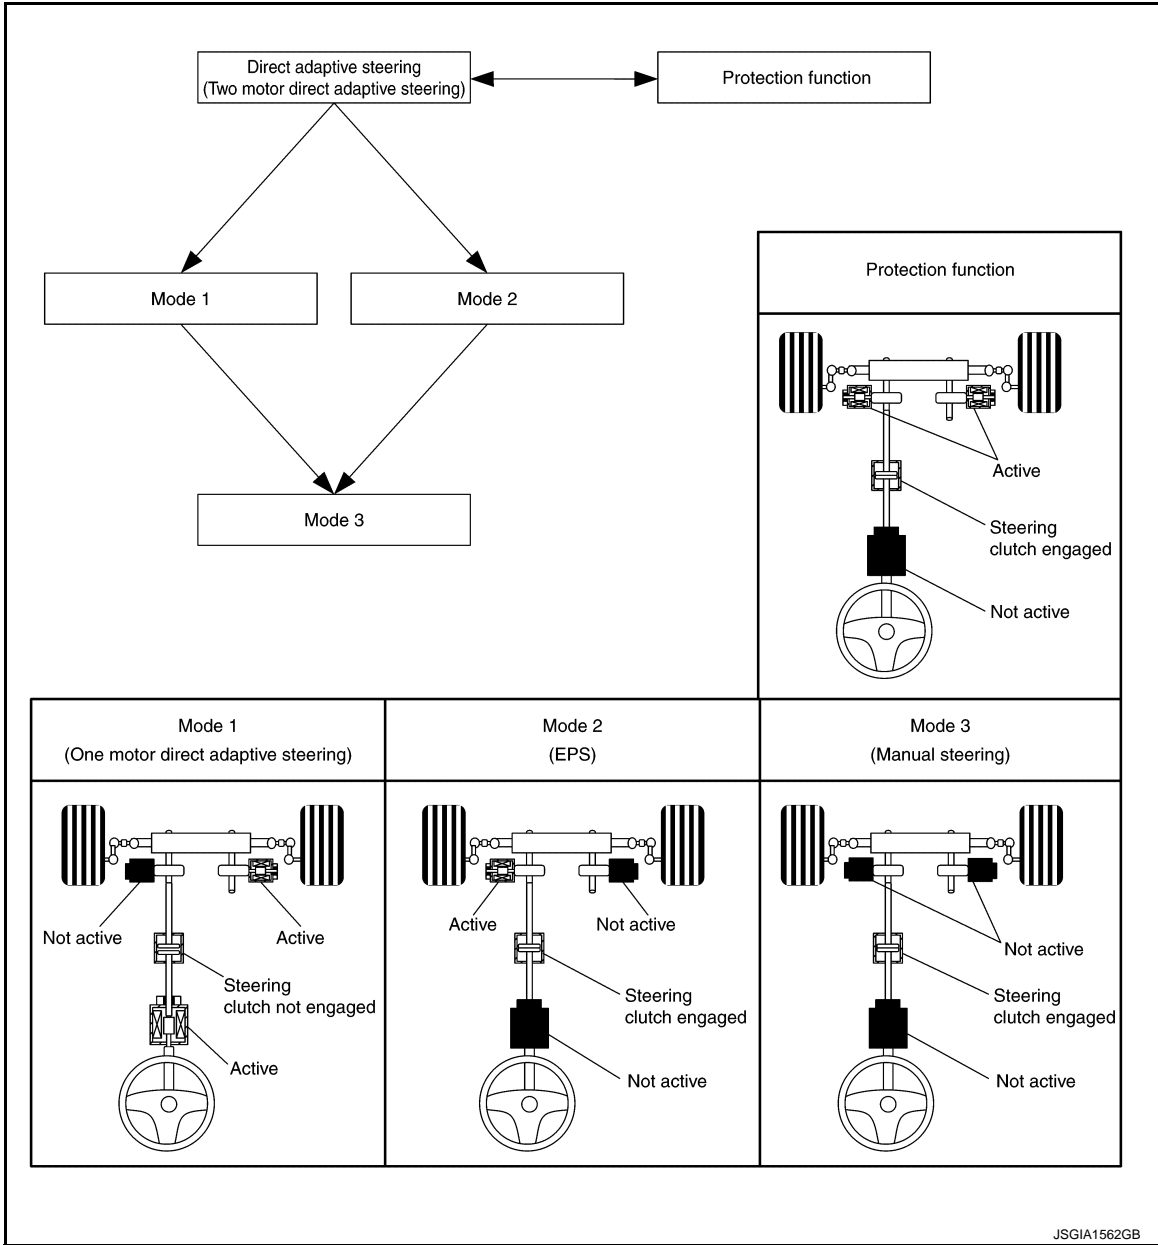 Direct adaptive steering
(Two motor direct adaptive steering)
Protection function
Mode 1
Mode 2
Mode 3
Protection function
Active
Steering
clutch engaged
Not active
Mode 1
(One motor direct adaptive steering)
Not active
Active
Steering
clutch not engaged
Active
Mode 2
(EPS)
Active
Not active
Steering
clutch engaged
Not active
Mode 3
(Manual steering)
Not active
Steering
clutch engaged
Not active
JSGIA1562GB